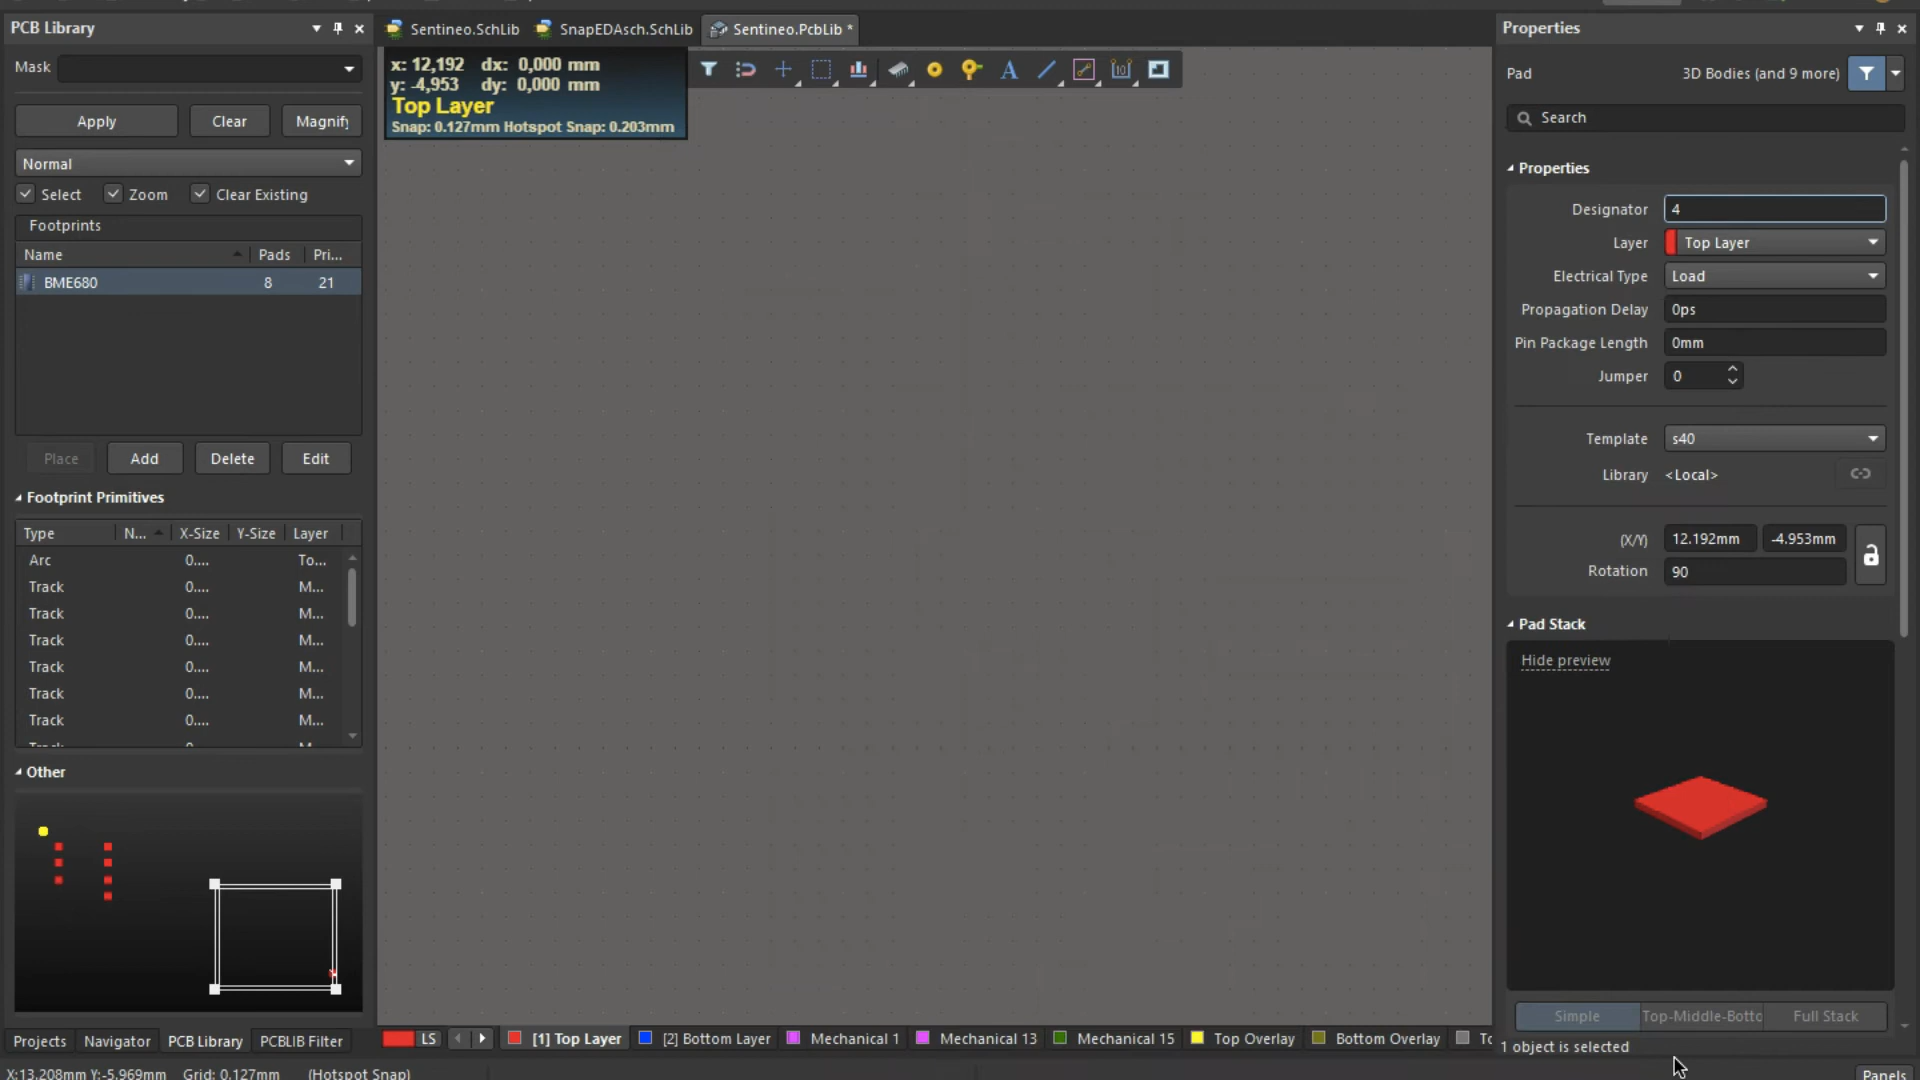 PCB Library
Mask
Apply
Clear
Magnify
Normal
Select
Zoom
Clear Existing
Footprints
Name Pads Pri...
BME680 8 21
Place
Add
Delete
Edit
Footprint Primitives
Type N... X-Size Y-Size Layer
Arc 0.... To...
Track 0.... M...
Track 0.... M...
Track 0.... M...
Track 0.... M...
Track 0.... M...
Track 0.... M...
Other
Projects
Navigator
PCB Library
PCBLIB Filter
Sentineo.SchLib
SnapEDAsch.SchLib
Sentineo.PcbLib *
x: 12,192 dx: 0,000 mm
y: -4,953 dy: 0,000 mm
Top Layer
Snap: 0.127mm Hotspot Snap: 0.203mm
LS
[1] Top Layer
[2] Bottom Layer
Mechanical 1
Mechanical 13
Mechanical 15
Top Overlay
Bottom Overlay
X:13.208mm Y:-5.969mm Grid: 0.127mm (Hotspot Snap)
Properties
Pad 3D Bodies (and 9 more)
Search
Properties
Designator 4
Layer Top Layer
Electrical Type Load
Propagation Delay 0ps
Pin Package Length 0mm
Jumper 0
Template s40
Library <Local>
(X/Y) 12.192mm -4.953mm
Rotation 90
Pad Stack
Hide preview
Simple
Top-Middle-Botto
Full Stack
1 object is selected
Panels